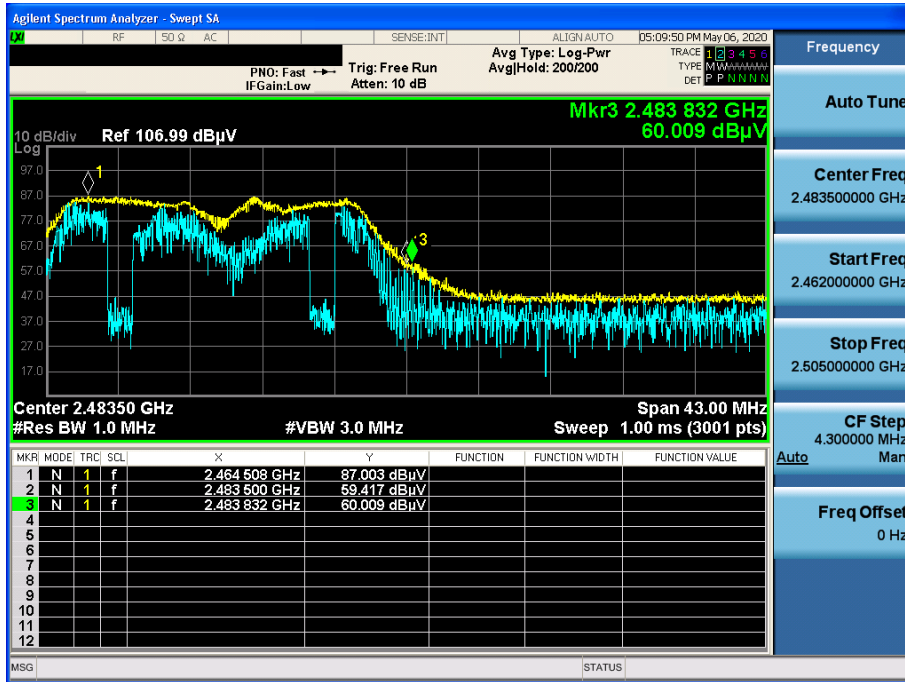 Agilent Spectrum Analyzer - Swept SA
LXI RF 50 Ω AC SENSE:INT ALIGN AUTO 05:09:50 PM May 06, 2020
PNO: Fast
IFGain:Low
Trig: Free Run
Atten: 10 dB
Avg Type: Log-Pwr
Avg|Hold: 200/200
TRACE 1 2 3 4 5 6
TYPE M W
DET P P N N N N
Mkr3 2.483 832 GHz
60.009 dBµV
10 dB/div Ref 106.99 dBµV
Log
97.0
87.0
77.0
67.0
57.0
47.0
37.0
27.0
17.0
1
3
Center 2.48350 GHz Span 43.00 MHz
#Res BW 1.0 MHz #VBW 3.0 MHz Sweep 1.00 ms (3001 pts)
MKR MODE TRC SCL X Y FUNCTION FUNCTION WIDTH FUNCTION VALUE
1 N 1 f 2.464 508 GHz 87.003 dBµV
2 N 1 f 2.483 500 GHz 59.417 dBµV
3 N 1 f 2.483 832 GHz 60.009 dBµV
4
5
6
7
8
9
10
11
12
MSG STATUS
Frequency
Auto Tune
Center Freq
2.483500000 GHz
Start Freq
2.462000000 GHz
Stop Freq
2.505000000 GHz
CF Step
4.300000 MHz
Auto Man
Freq Offset
0 Hz